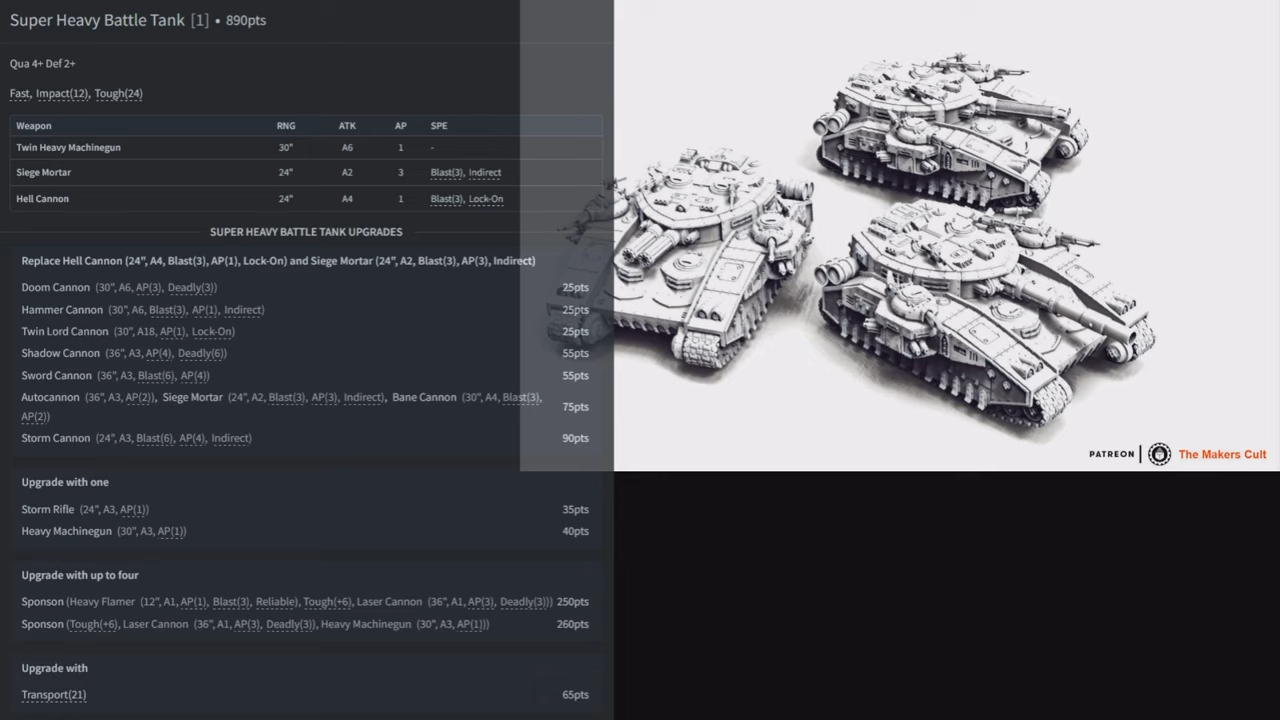 Super Heavy Battle Tank [1] • 890pts
Qua 4+ Def 2+
Fast, Impact(12), Tough(24)
Weapon RNG ATK AP SPE
Twin Heavy Machinegun 30" A6 1 -
Siege Mortar 24" A2 3 Blast(3), Indirect
Hell Cannon 24" A4 1 Blast(3), Lock-On
SUPER HEAVY BATTLE TANK UPGRADES
Replace Hell Cannon (24", A4, Blast(3), AP(1), Lock-On) and Siege Mortar (24", A2, Blast(3), AP(3), Indirect)
Doom Cannon (30", A6, AP(3), Deadly(3)) 25pts
Hammer Cannon (30", A6, Blast(3), AP(1), Indirect) 25pts
Twin Lord Cannon (30", A18, AP(1), Lock-On) 25pts
Shadow Cannon (36", A3, AP(4), Deadly(6)) 55pts
Sword Cannon (36", A3, Blast(6), AP(4)) 55pts
Autocannon (36", A3, AP(2)), Siege Mortar (24", A2, Blast(3), AP(3), Indirect), Bane Cannon (30", A4, Blast(3),
AP(2)) 75pts
Storm Cannon (24", A3, Blast(6), AP(4), Indirect) 90pts
Upgrade with one
Storm Rifle (24", A3, AP(1)) 35pts
Heavy Machinegun (30", A3, AP(1)) 40pts
Upgrade with up to four
Sponson (Heavy Flamer (12", A1, AP(1), Blast(3), Reliable), Tough(+6), Laser Cannon (36", A1, AP(3), Deadly(3))) 250pts
Sponson (Tough(+6), Laser Cannon (36", A1, AP(3), Deadly(3)), Heavy Machinegun (30", A3, AP(1))) 260pts
Upgrade with
Transport(21) 65pts
PATREON | The Makers Cult